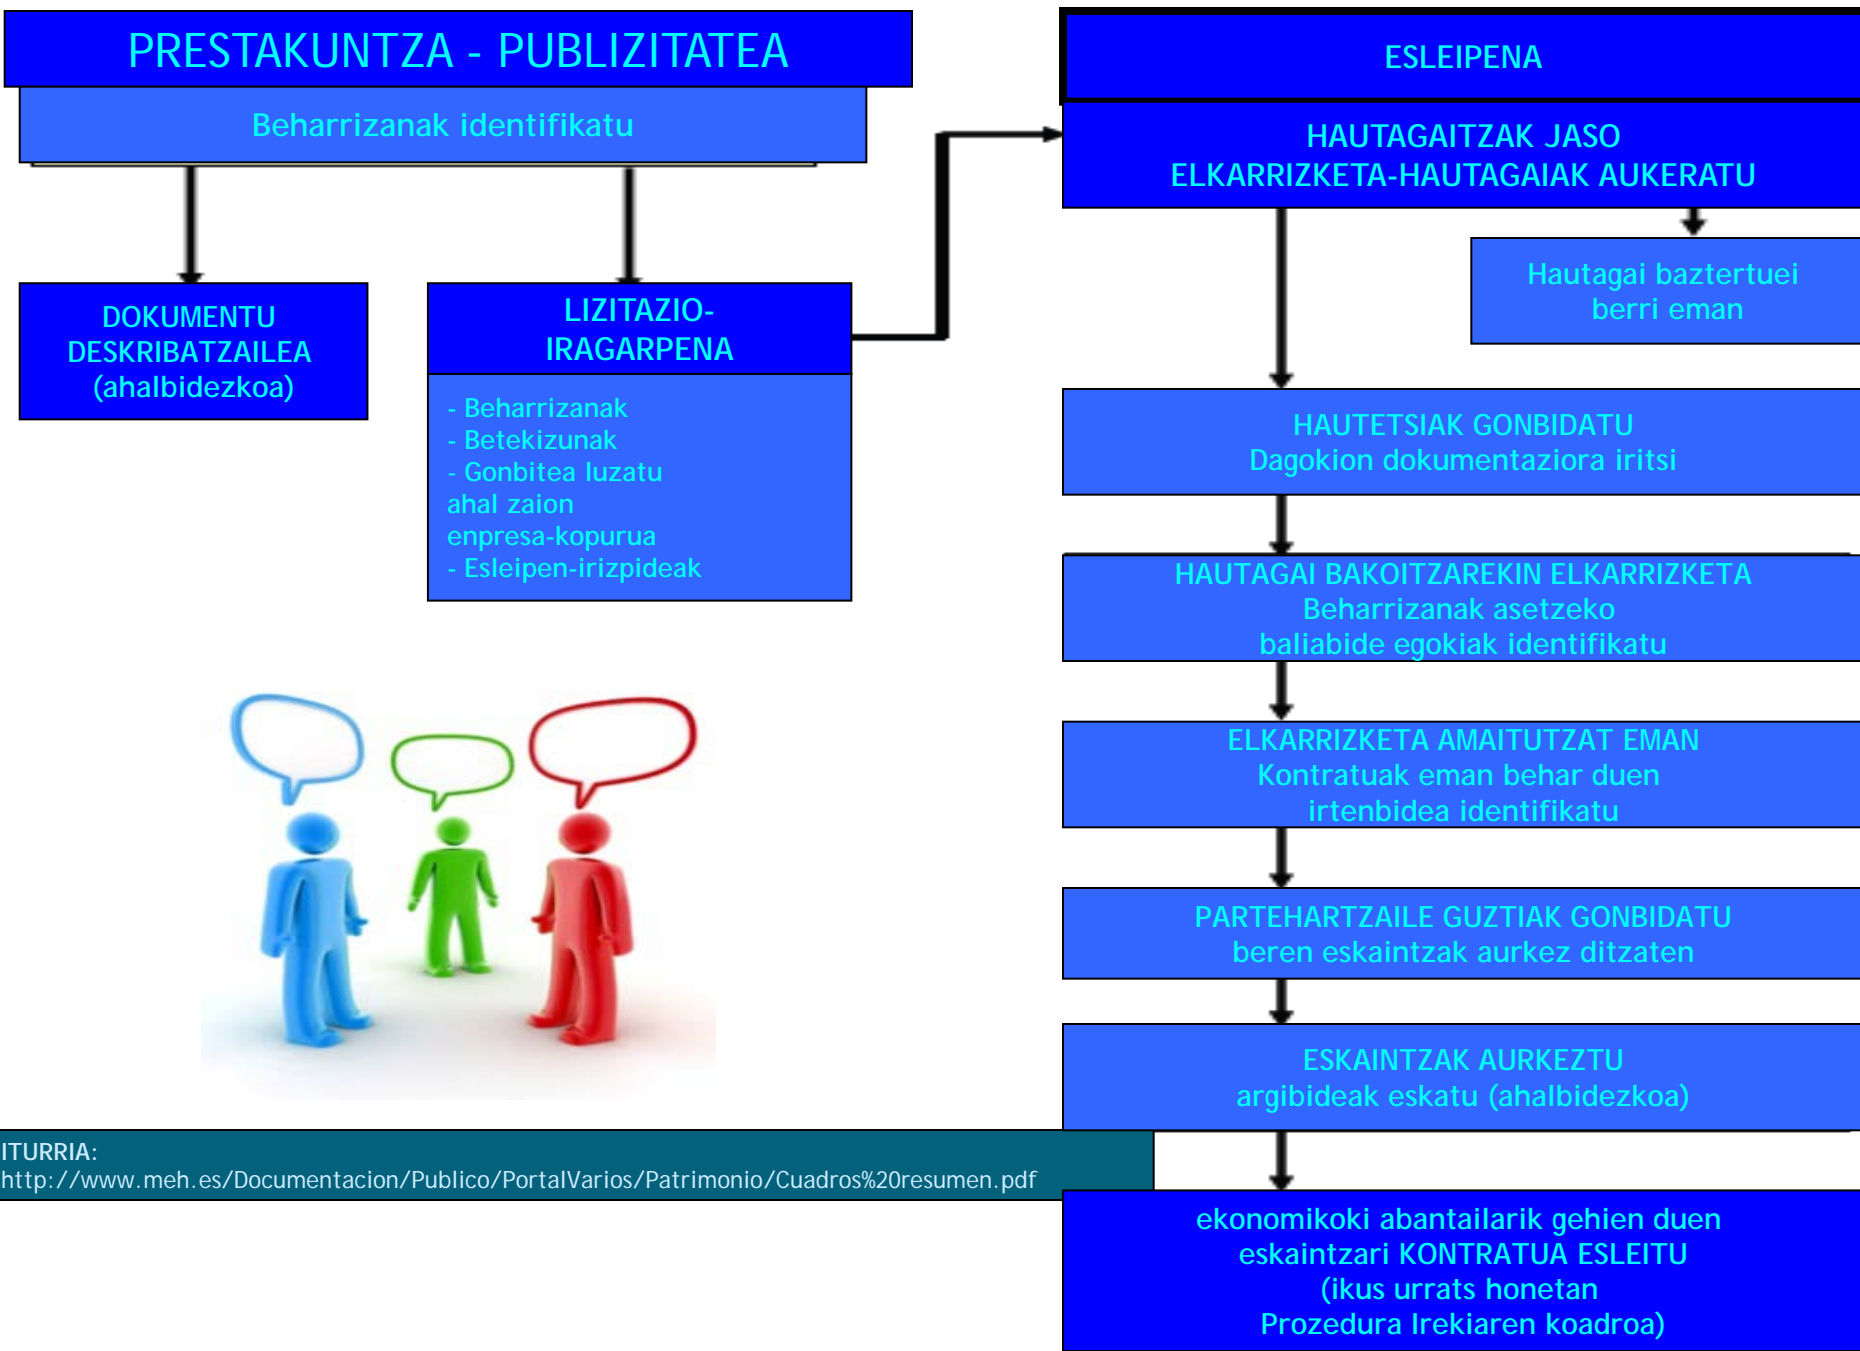 PRESTAKUNTZA - PUBLIZITATEA
Beharrizanak identifikatu
DOKUMENTU
DESKRIBATZAILEA
(ahalbidezkoa)
LIZITAZIO-
IRAGARPENA
- Beharrizanak
- Betekizunak
- Gonbitea luzatu
ahal zaion
enpresa-kopurua
- Esleipen-irizpideak
ESLEIPENA
HAUTAGAITZAK JASO
ELKARRIZKETA-HAUTAGAIAK AUKERATU
Hautagai baztertuei
berri eman
HAUTETSIAK GONBIDATU
Dagokion dokumentaziora iritsi
HAUTAGAI BAKOITZAREKIN ELKARRIZKETA
Beharrizanak asetzeko
baliabide egokiak identifikatu
ELKARRIZKETA AMAITUTZAT EMAN
Kontratuak eman behar duen
irtenbidea identifikatu
PARTEHARTZAILE GUZTIAK GONBIDATU
beren eskaintzak aurkez ditzaten
ESKAINTZAK AURKEZTU
argibideak eskatu (ahalbidezkoa)
ekonomikoki abantailarik gehien duen
eskaintzari KONTRATUA ESLEITU
(ikus urrats honetan
Prozedura Irekiaren koadroa)
ITURRIA:
http://www.meh.es/Documentacion/Publico/PortalVarios/Patrimonio/Cuadros%20resumen.pdf